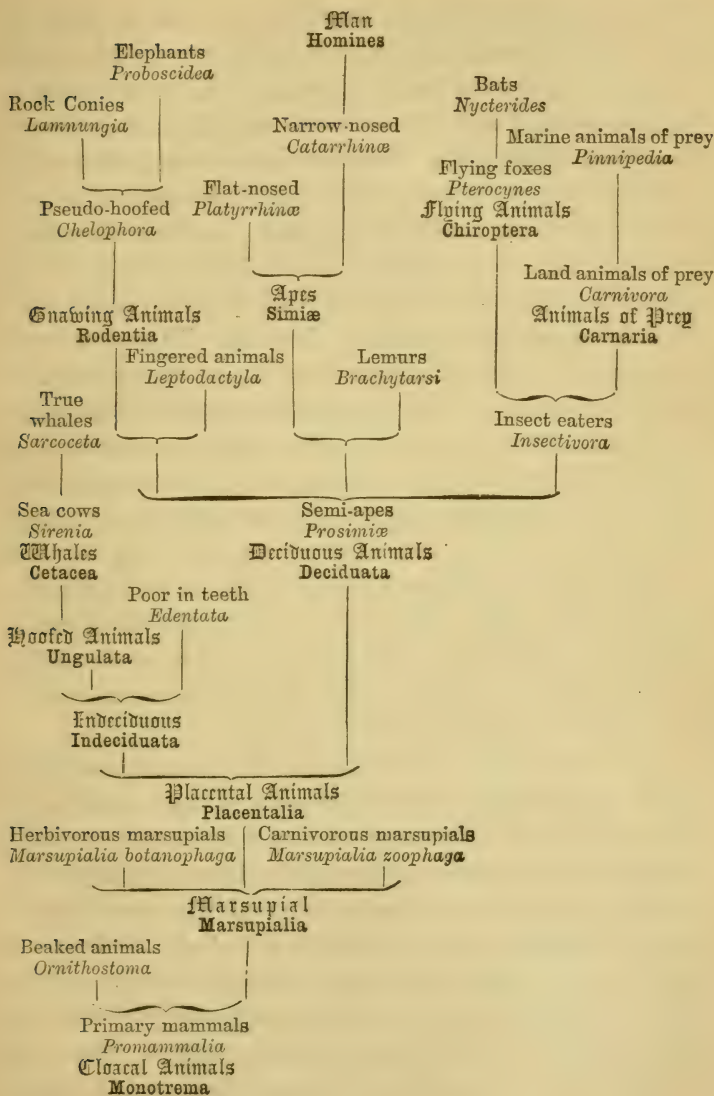 Man
Homines
Elephants
Proboscidea
Rock Conies
Lamnungia
Narrow-nosed
Catarrhinæ
Bats
Nycterides
Marine animals of prey
Pinnipedia
Flat-nosed
Platyrrhinæ
Flying foxes
Pterocynes
Flying Animals
Chiroptera
Pseudo-hoofed
Chelophora
Land animals of prey
Carnivora
Animals of Prey
Carnaria
Apes
Simiæ
Gnawing Animals
Rodentia
Fingered animals
Leptodactyla
Lemurs
Brachytarsi
True
whales
Sarcoceta
Insect eaters
Insectivora
Sea cows
Sirenia
Whales
Cetacea
Semi-apes
Prosimiæ
Deciduous Animals
Deciduata
Poor in teeth
Edentata
Hoofed Animals
Ungulata
Indeciduous
Indeciduata
Placental Animals
Placentalia
Herbivorous marsupials
Marsupialia botanophaga
Carnivorous marsupials
Marsupialia zoophaga
Marsupial
Marsupialia
Beaked animals
Ornithostoma
Primary mammals
Promammalia
Cloacal Animals
Monotrema